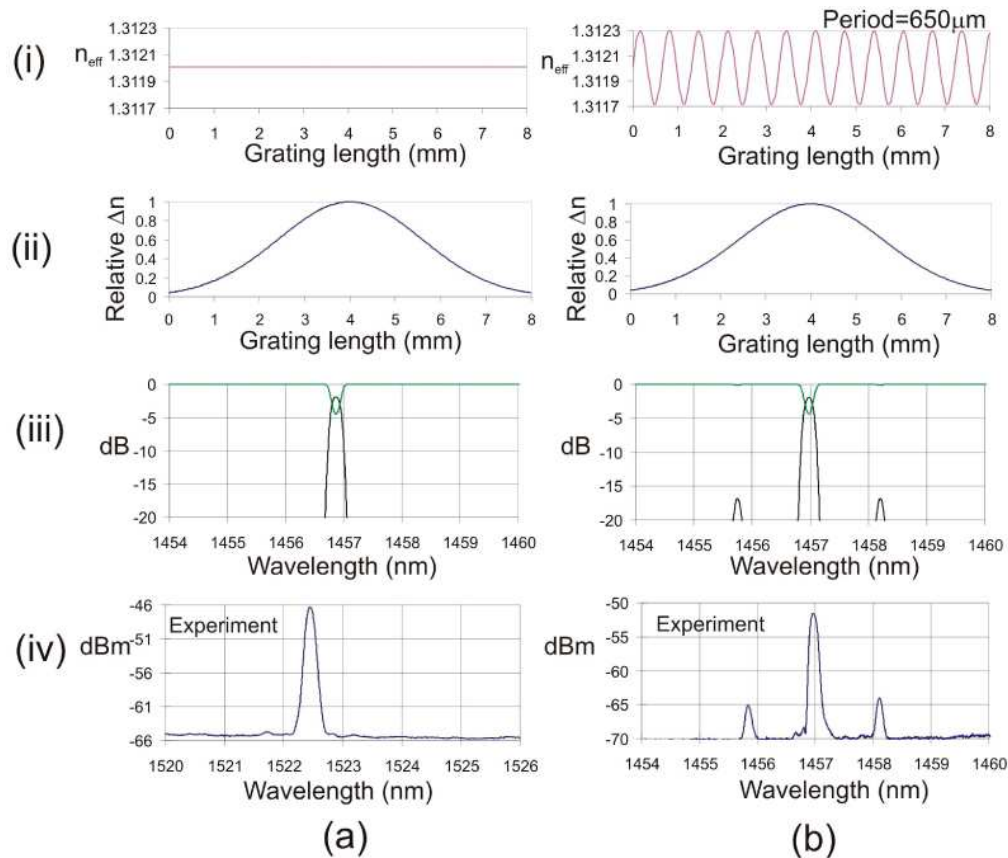 (i)
n_eff
1.3123
1.3121
1.3119
1.3117
0 1 2 3 4 5 6 7 8
Grating length (mm)
Period=650μm
n_eff
1.3123
1.3121
1.3119
1.3117
0 1 2 3 4 5 6 7 8
Grating length (mm)
(ii)
Relative Δn
1
0.8
0.6
0.4
0.2
0
0 1 2 3 4 5 6 7 8
Grating length (mm)
Relative Δn
1
0.8
0.6
0.4
0.2
0
0 1 2 3 4 5 6 7 8
Grating length (mm)
(iii)
dB
0
-5
-10
-15
-20
1454 1455 1456 1457 1458 1459 1460
Wavelength (nm)
dB
0
-5
-10
-15
-20
1454 1455 1456 1457 1458 1459 1460
Wavelength (nm)
(iv)
dBm
-46
-51
-56
-61
-66
Experiment
1520 1521 1522 1523 1524 1525 1526
Wavelength (nm)
dBm
-50
-55
-60
-65
-70
Experiment
1454 1455 1456 1457 1458 1459 1460
Wavelength (nm)
(a)
(b)